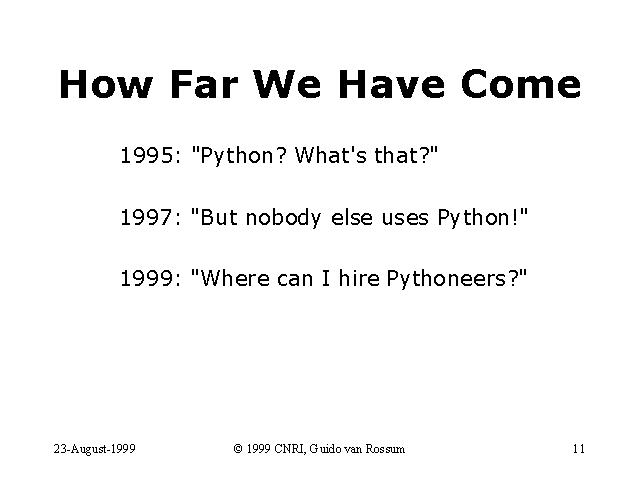 How Far We Have Come
1995: "Python? What's that?"
1997: "But nobody else uses Python!"
1999: "Where can I hire Pythoneers?"
23-August-1999
© 1999 CNRI, Guido van Rossum
11